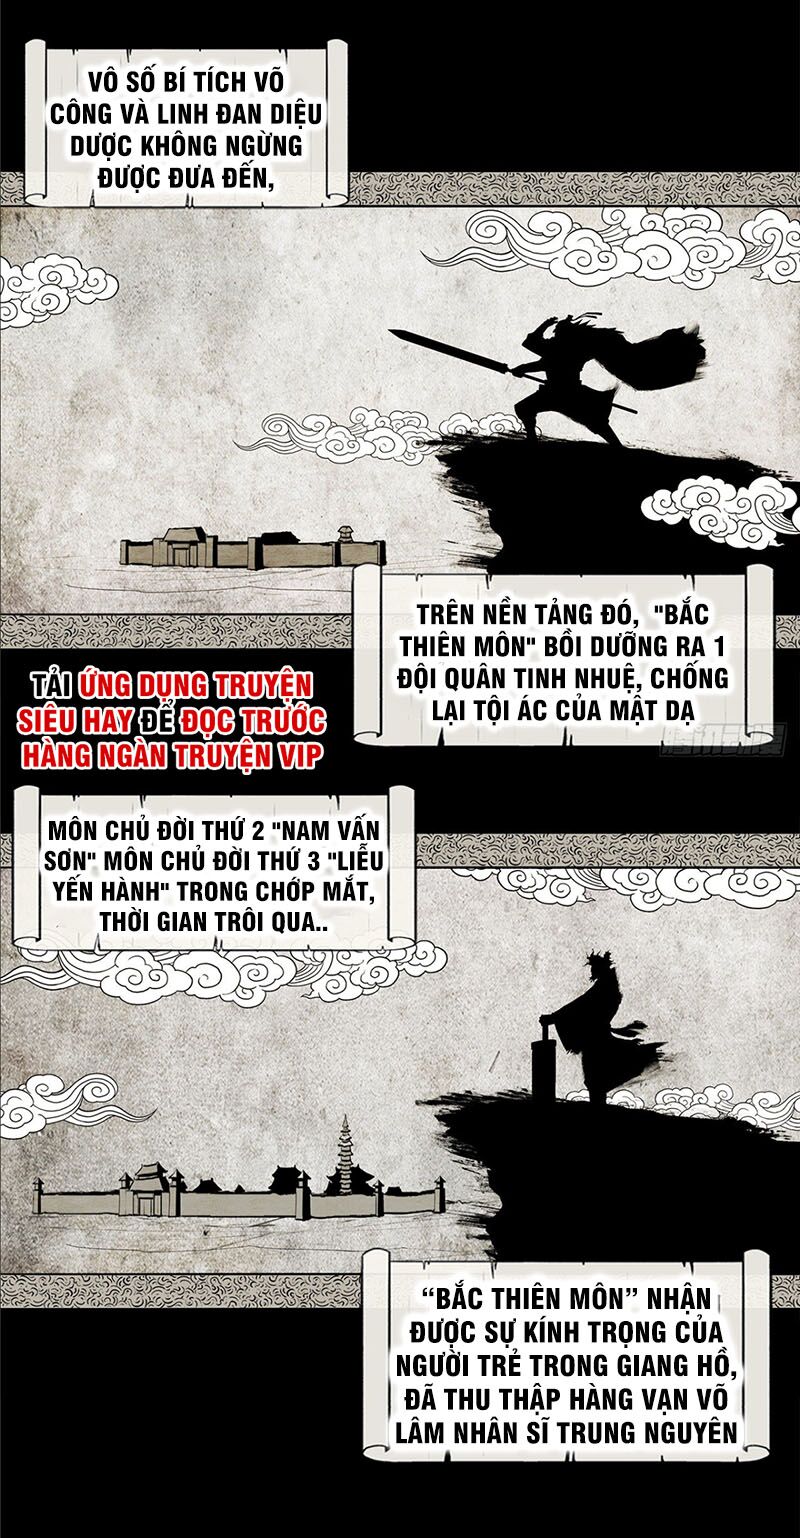 VÔ SỐ BÍ TÍCH VÕ
CÔNG VÀ LINH ĐAN DIỆU
DƯỢC KHÔNG NGỪNG
ĐƯỢC ĐƯA ĐẾN,
TRÊN NỀN TẢNG ĐÓ, "BẮC
THIÊN MÔN" BỒI DƯỠNG RA 1
ĐỘI QUÂN TINH NHUỆ, CHỐNG
LẠI TỘI ÁC CỦA MẬT DẠ
TẢI ỨNG DỤNG TRUYỆN
SIÊU HAY ĐỂ ĐỌC TRƯỚC
HÀNG NGÀN TRUYỆN VIP
MÔN CHỦ ĐỜI THỨ 2 "NAM VẤN
SƠN" MÔN CHỦ ĐỜI THỨ 3 "LIỄU
YẾN HÀNH" TRONG CHỚP MẮT,
THỜI GIAN TRÔI QUA..
“BẮC THIÊN MÔN” NHẬN
ĐƯỢC SỰ KÍNH TRỌNG CỦA
NGƯỜI TRẺ TRONG GIANG HỒ,
ĐÃ THU THẬP HÀNG VẠN VÕ
LÂM NHÂN SĨ TRUNG NGUYÊN